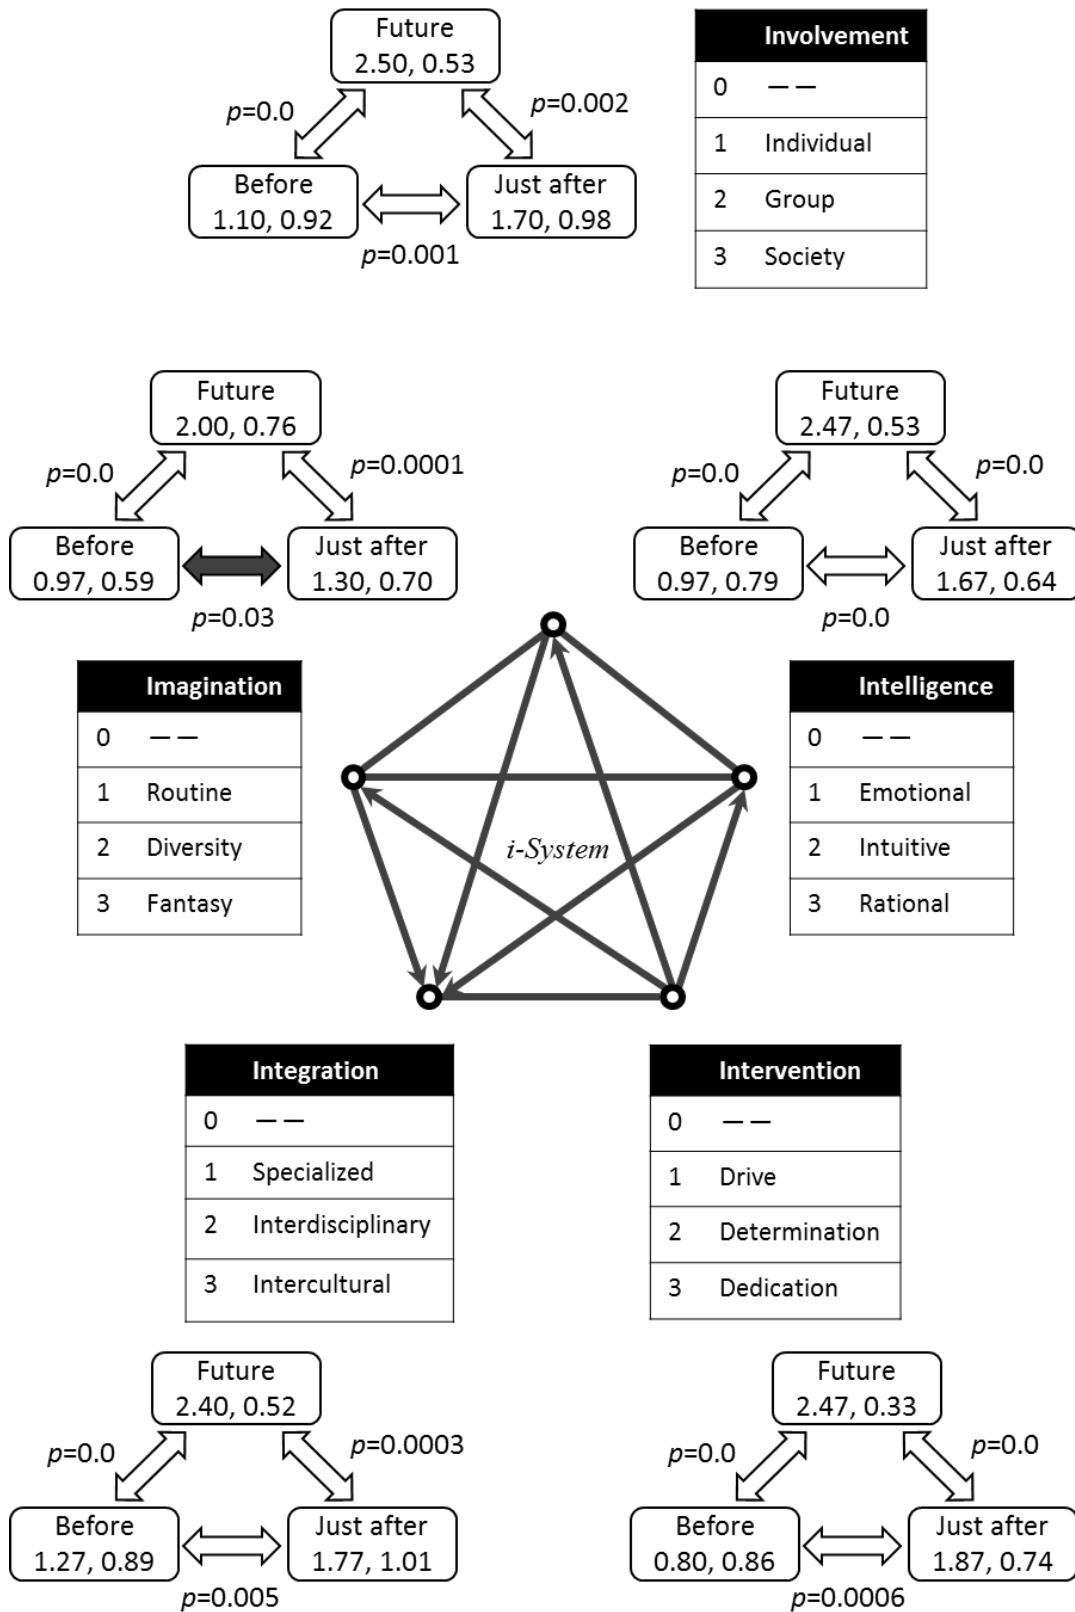 Future
2.50, 0.53
p=0.0
p=0.002
Before
1.10, 0.92
Just after
1.70, 0.98
p=0.001
Involvement
0 — —
1 Individual
2 Group
3 Society
Future
2.00, 0.76
p=0.0
p=0.0001
Before
0.97, 0.59
Just after
1.30, 0.70
p=0.03
Future
2.47, 0.53
p=0.0
p=0.0
Before
0.97, 0.79
Just after
1.67, 0.64
p=0.0
Imagination
0 — —
1 Routine
2 Diversity
3 Fantasy
i-System
Intelligence
0 — —
1 Emotional
2 Intuitive
3 Rational
Integration
0 — —
1 Specialized
2 Interdisciplinary
3 Intercultural
Intervention
0 — —
1 Drive
2 Determination
3 Dedication
Future
2.40, 0.52
p=0.0
p=0.0003
Before
1.27, 0.89
Just after
1.77, 1.01
p=0.005
Future
2.47, 0.33
p=0.0
p=0.0
Before
0.80, 0.86
Just after
1.87, 0.74
p=0.0006